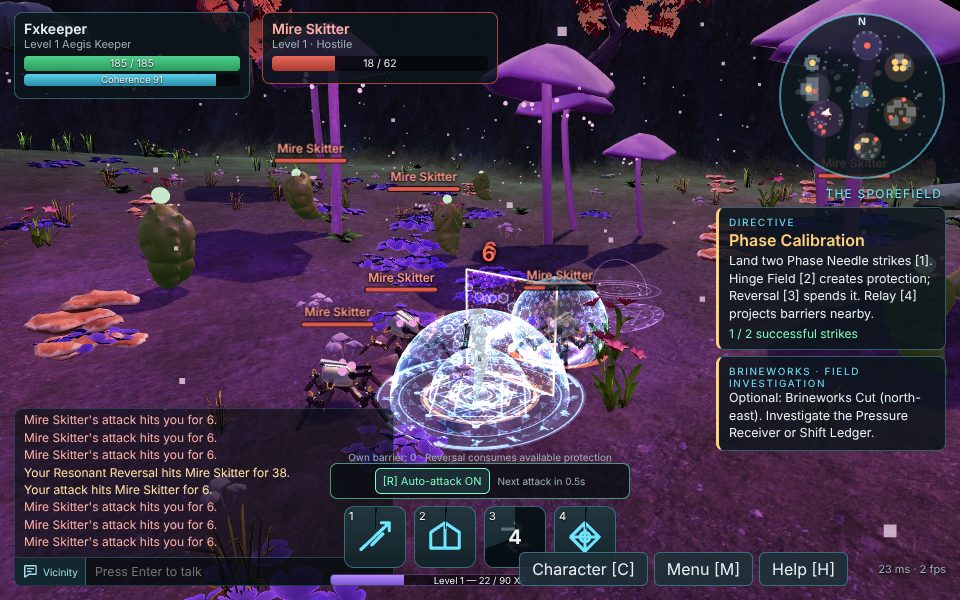 Fxkeeper
Level 1 Aegis Keeper
185 / 185
Coherence 91
Mire Skitter
Level 1 · Hostile
18 / 62
N
Mire Skitter
THE SPOREFIELD
DIRECTIVE
Phase Calibration
Land two Phase Needle strikes [1].
Hinge Field [2] creates protection;
Reversal [3] spends it. Relay [4]
projects barriers nearby.
1 / 2 successful strikes
BRINEWORKS · FIELD
INVESTIGATION
Optional: Brineworks Cut (north-
east). Investigate the Pressure
Receiver or Shift Ledger.
Mire Skitter
Mire Skitter
6
Mire Skitter
Mire Skitter
Mire Skitter
Mire Skitter's attack hits you for 6.
Mire Skitter's attack hits you for 6.
Mire Skitter's attack hits you for 6.
Your Resonant Reversal hits Mire Skitter for 38.
Your attack hits Mire Skitter for 6.
Mire Skitter's attack hits you for 6.
Mire Skitter's attack hits you for 6.
Mire Skitter's attack hits you for 6.
Vicinity
Press Enter to talk
Own barrier: 0 · Reversal consumes available protection
[R] Auto-attack ON
Next attack in 0.5s
1
2
3
4
4
Level 1 — 22 / 90 X
Character [C]
Menu [M]
Help [H]
23 ms · 2 fps